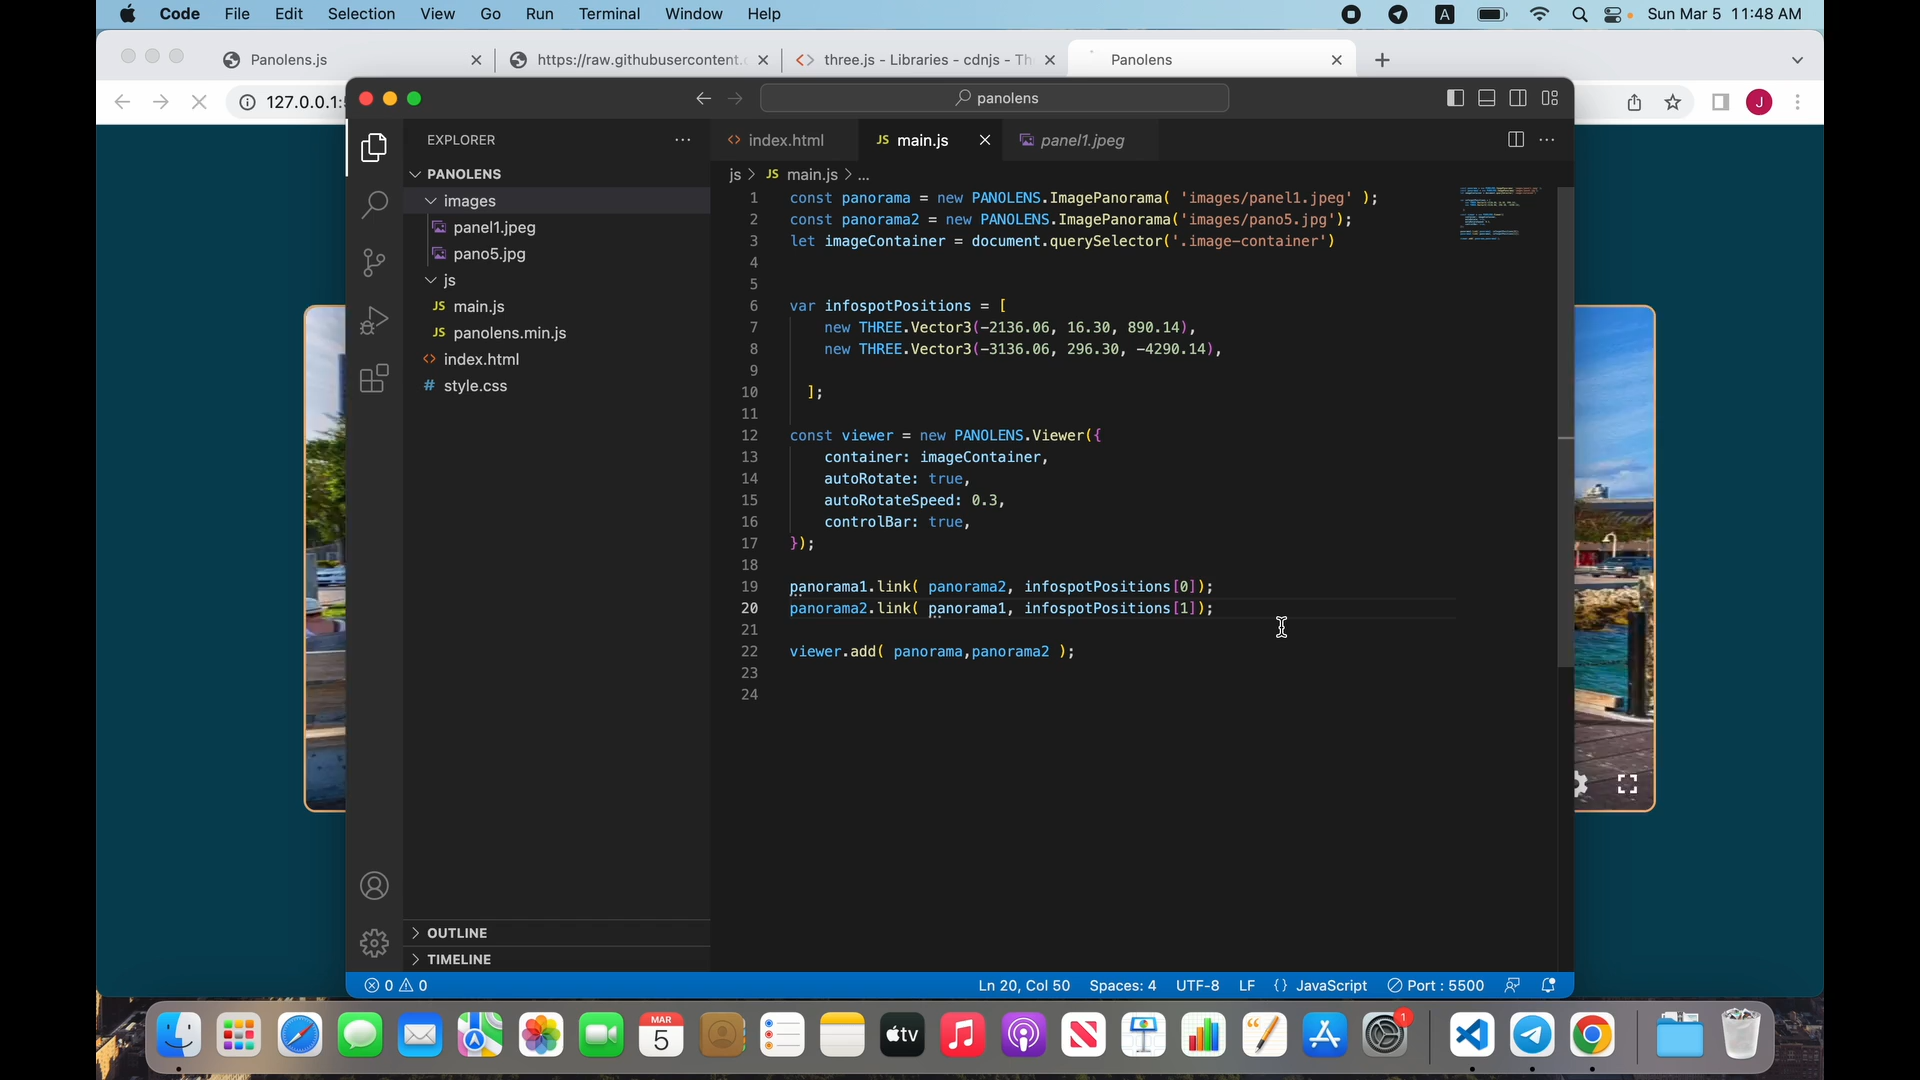 Code File Edit Selection View Go Run Terminal Window Help A Sun Mar 5 11:48 AM
Panolens.js https://raw.githubusercontent. three.js - Libraries - cdnjs - Th Panolens
127.0.0.1: panolens J
EXPLORER index.html JS main.js panel1.jpeg
PANOLENS js > JS main.js > ...
images
panel1.jpeg
pano5.jpg
js
JS main.js
JS panolens.min.js
index.html
# style.css
OUTLINE
TIMELINE
1 const panorama = new PANOLENS.ImagePanorama( 'images/panel1.jpeg' );
2 const panorama2 = new PANOLENS.ImagePanorama('images/pano5.jpg');
3 let imageContainer = document.querySelector('.image-container')
4
5
6 var infospotPositions = [
7 new THREE.Vector3(-2136.06, 16.30, 890.14),
8 new THREE.Vector3(-3136.06, 296.30, -4290.14),
9
10 ];
11
12 const viewer = new PANOLENS.Viewer({
13 container: imageContainer,
14 autoRotate: true,
15 autoRotateSpeed: 0.3,
16 controlBar: true,
17 });
18
19 panorama1.link( panorama2, infospotPositions[0]);
20 panorama2.link( panorama1, infospotPositions[1]);
21
22 viewer.add( panorama,panorama2 );
23
24
0 0 Ln 20, Col 50 Spaces: 4 UTF-8 LF {} JavaScript Port : 5500
MAR
5
tv
1